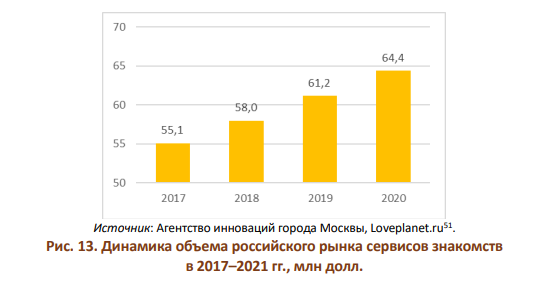 70
65
60
55
50
55,1
58,0
61,2
64,4
2017 2018 2019 2020
Источник: Агентство инноваций города Москвы, Loveplanet.ru⁵¹.
Рис. 13. Динамика объема российского рынка сервисов знакомств
в 2017–2021 гг., млн долл.